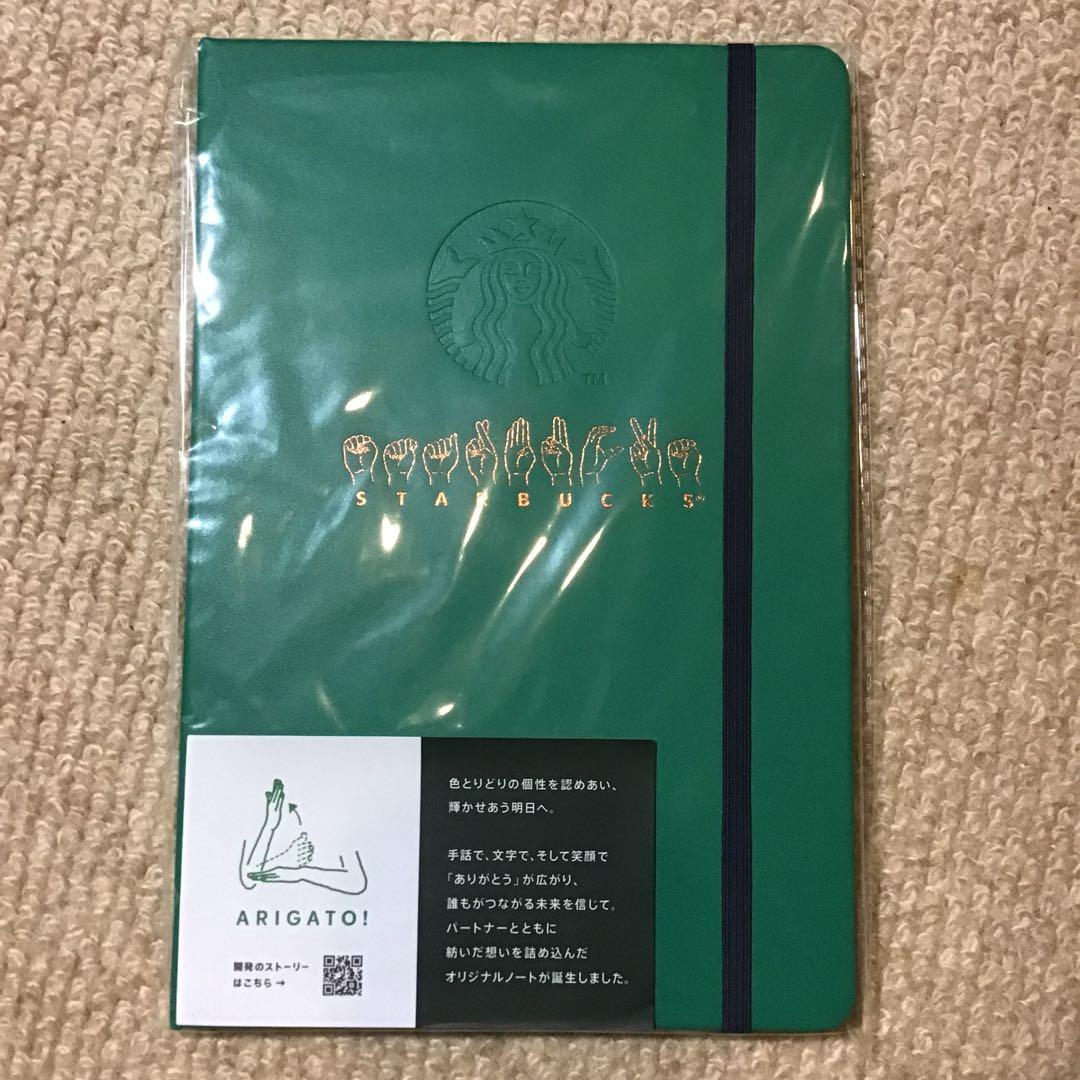 TM
STARBUCKS®
ARIGATO!
開発のストーリー
はこちら→
色とりどりの個性を認めあい、
輝かせあう明日へ。
手話で、文字で、そして笑顔で
「ありがとう」が広がり、
誰もがつながる未来を信じて。
パートナーとともに
紡いだ想いを詰め込んだ
オリジナルノートが誕生しました。